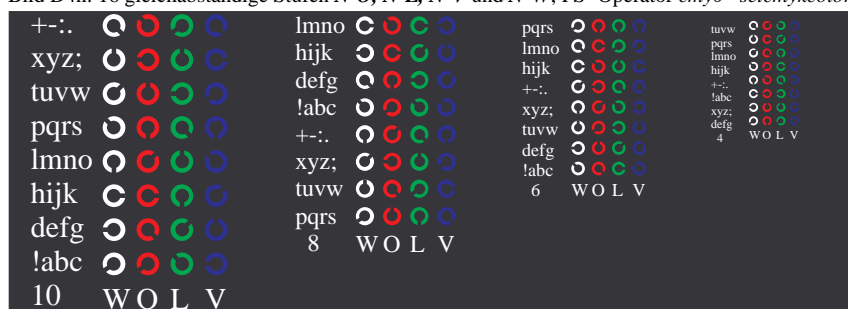 +-:.
xyz;
tuvw
pqrs
lmno
hijk
defg
!abc
10 W O L V
lmno
hijk
defg
!abc
+-:.
xyz;
tuvw
pqrs
8 W O L V
pqrs
lmno
hijk
+-:.
xyz;
tuvw
defg
!abc
6 W O L V
tuvw
pqrs
lmno
hijk
+-:.
!abc
xyz;
defg
4 W O L V